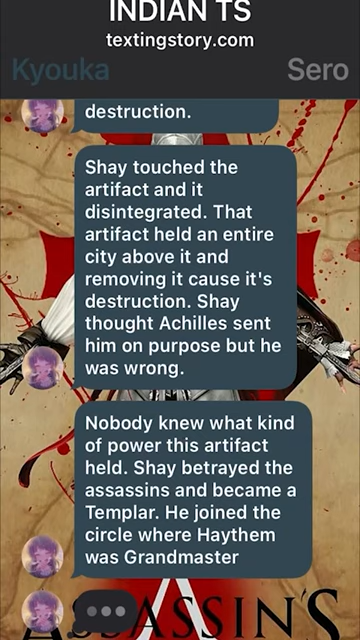 INDIAN TS
textingstory.com
Kyouka
Sero
destruction.
Shay touched the
artifact and it
disintegrated. That
artifact held an entire
city above it and
removing it cause it's
destruction. Shay
thought Achilles sent
him on purpose but he
was wrong.
Nobody knew what kind
of power this artifact
held. Shay betrayed the
assassins and became a
Templar. He joined the
circle where Haythem
was Grandmaster
ASSASSIN'S